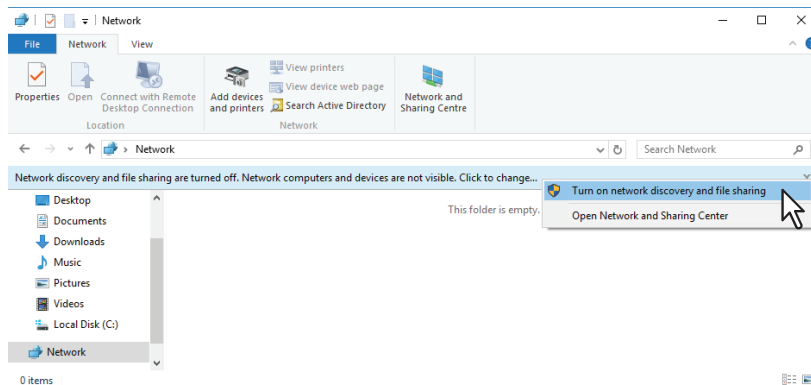 Network
File Network View
Properties Open Connect with Remote Desktop Connection
Location
Add devices and printers
View printers
View device web page
Search Active Directory
Network
Network and Sharing Centre
Network
Search Network
Network discovery and file sharing are turned off. Network computers and devices are not visible. Click to change...
Turn on network discovery and file sharing
Open Network and Sharing Center
This folder is empty.
Desktop
Documents
Downloads
Music
Pictures
Videos
Local Disk (C:)
Network
0 items